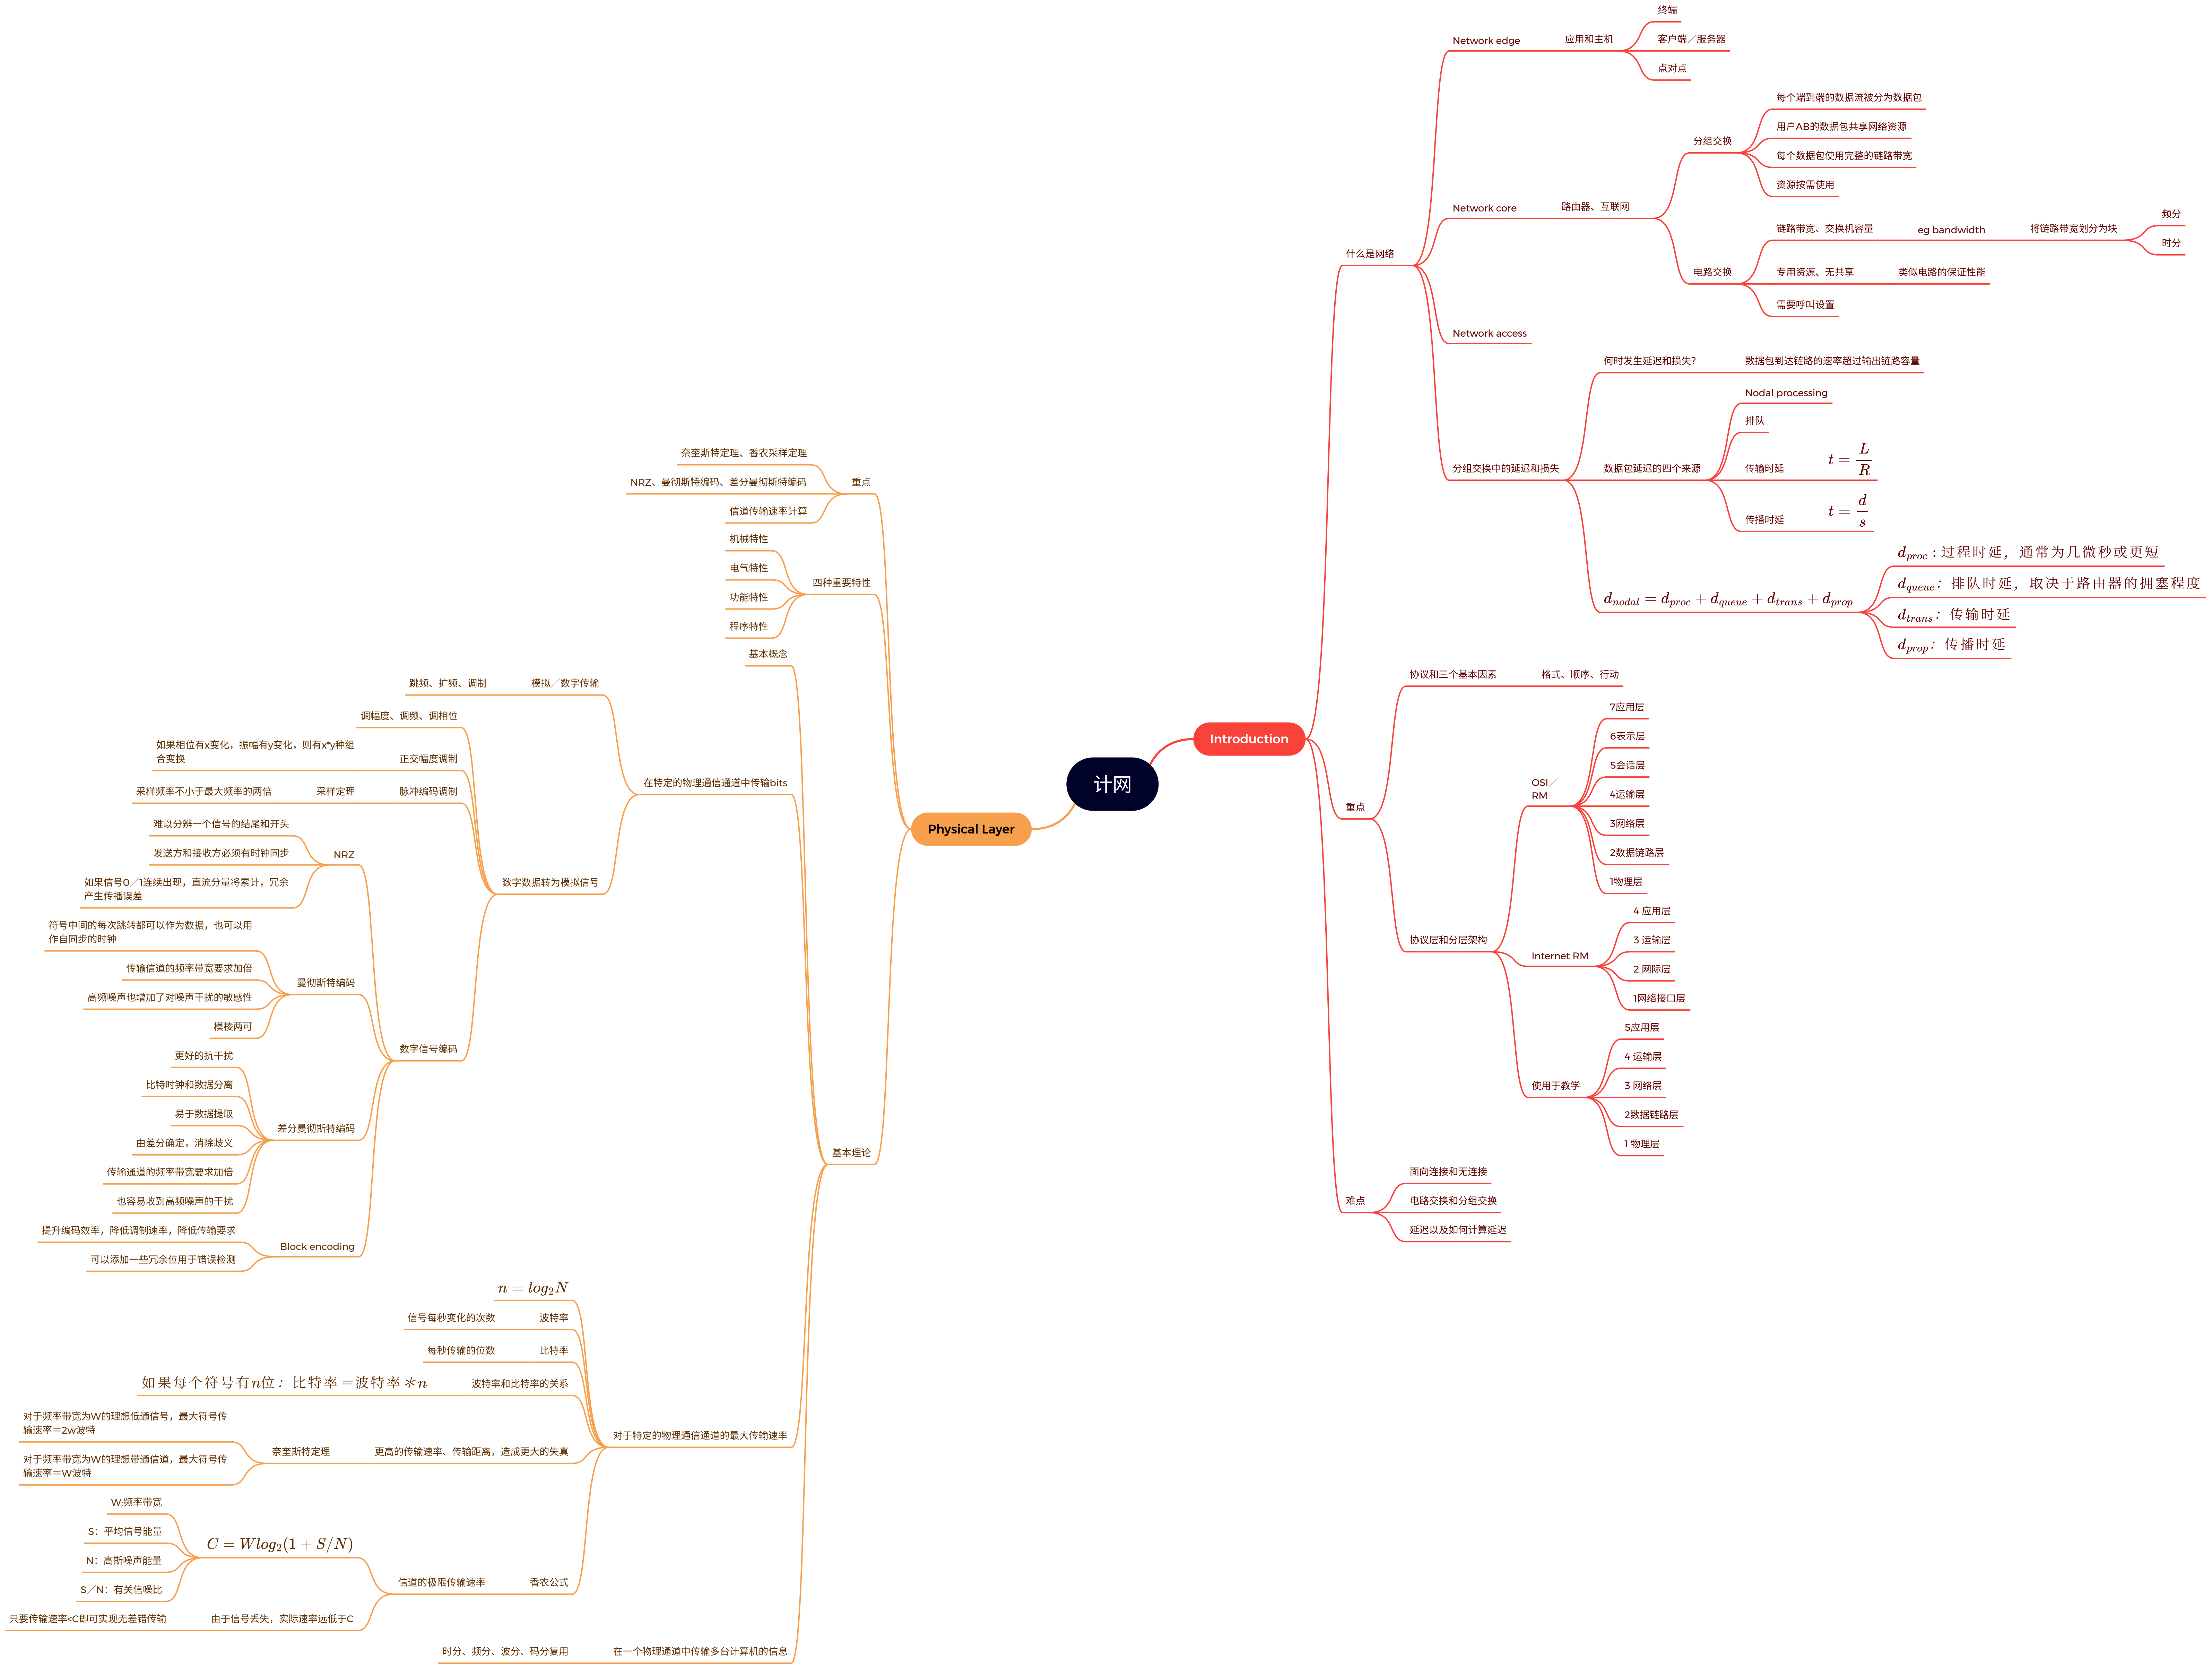 计网
Introduction
什么是网络
Network edge
应用和主机
终端
客户端／服务器
点对点
Network core
路由器、互联网
分组交换
每个端到端的数据流被分为数据包
用户AB的数据包共享网络资源
每个数据包使用完整的链路带宽
资源按需使用
电路交换
链路带宽、交换机容量
eg bandwidth
将链路带宽划分为块
频分
时分
专用资源、无共享
类似电路的保证性能
需要呼叫设置
Network access
分组交换中的延迟和损失
何时发生延迟和损失?
数据包到达链路的速率超过输出链路容量
数据包延迟的四个来源
Nodal processing
排队
传输时延
t = L/R
传播时延
t = d/s
d_nodal = d_proc + d_queue + d_trans + d_prop
d_proc : 过程时延，通常为几微秒或更短
d_queue：排队时延，取决于路由器的拥塞程度
d_trans：传输时延
d_prop：传播时延
重点
协议和三个基本因素
格式、顺序、行动
协议层和分层架构
OSI／
RM
7应用层
6表示层
5会话层
4运输层
3网络层
2数据链路层
1物理层
Internet RM
4 应用层
3 运输层
2 网际层
1网络接口层
使用于教学
5应用层
4 运输层
3 网络层
2数据链路层
1 物理层
难点
面向连接和无连接
电路交换和分组交换
延迟以及如何计算延迟
Physical Layer
重点
奈奎斯特定理、香农采样定理
NRZ、曼彻斯特编码、差分曼彻斯特编码
信道传输速率计算
四种重要特性
机械特性
电气特性
功能特性
程序特性
基本理论
基本概念
在特定的物理通信通道中传输bits
模拟／数字传输
跳频、扩频、调制
数字数据转为模拟信号
调幅度、调频、调相位
正交幅度调制
如果相位有x变化，振幅有y变化，则有x*y种组
合变换
脉冲编码调制
采样定理
采样频率不小于最大频率的两倍
数字信号编码
NRZ
难以分辨一个信号的结尾和开头
发送方和接收方必须有时钟同步
如果信号0／1连续出现，直流分量将累计，冗余
产生传播误差
曼彻斯特编码
符号中间的每次跳转都可以作为数据，也可以用
作自同步的时钟
传输信道的频率带宽要求加倍
高频噪声也增加了对噪声干扰的敏感性
模棱两可
差分曼彻斯特编码
更好的抗干扰
比特时钟和数据分离
易于数据提取
由差分确定，消除歧义
传输通道的频率带宽要求加倍
也容易收到高频噪声的干扰
Block encoding
提升编码效率，降低调制速率，降低传输要求
可以添加一些冗余位用于错误检测
对于特定的物理通信通道的最大传输速率
n = log₂N
波特率
信号每秒变化的次数
比特率
每秒传输的位数
波特率和比特率的关系
如果每个符号有n位：比特率＝波特率＊n
更高的传输速率、传输距离，造成更大的失真
奈奎斯特定理
对于频率带宽为W的理想低通信号，最大符号传
输速率＝2w波特
对于频率带宽为W的理想带通信道，最大符号传
输速率＝W波特
香农公式
信道的极限传输速率
C = Wlog₂(1 + S/N)
W:频率带宽
S：平均信号能量
N：高斯噪声能量
S／N：有关信噪比
由于信号丢失，实际速率远低于C
只要传输速率<C即可实现无差错传输
在一个物理通道中传输多台计算机的信息
时分、频分、波分、码分复用